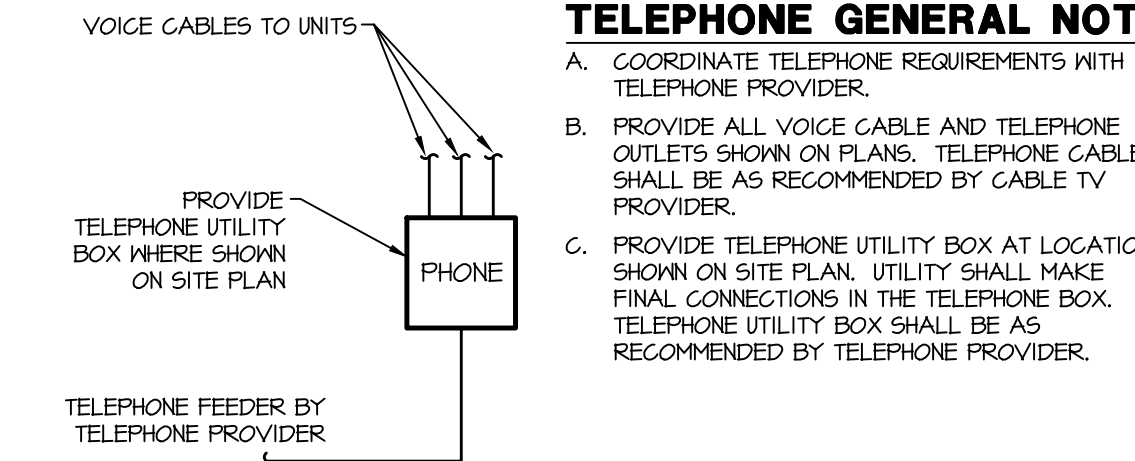 VOICE CABLES TO UNITS
PROVIDE
TELEPHONE UTILITY
BOX WHERE SHOWN
ON SITE PLAN
PHONE
TELEPHONE FEEDER BY
TELEPHONE PROVIDER
TELEPHONE GENERAL NOT
A. COORDINATE TELEPHONE REQUIREMENTS WITH
TELEPHONE PROVIDER.
B. PROVIDE ALL VOICE CABLE AND TELEPHONE
OUTLETS SHOWN ON PLANS. TELEPHONE CABLE
SHALL BE AS RECOMMENDED BY CABLE TV
PROVIDER.
C. PROVIDE TELEPHONE UTILITY BOX AT LOCATIO
SHOWN ON SITE PLAN. UTILITY SHALL MAKE
FINAL CONNECTIONS IN THE TELEPHONE BOX.
TELEPHONE UTILITY BOX SHALL BE AS
RECOMMENDED BY TELEPHONE PROVIDER.